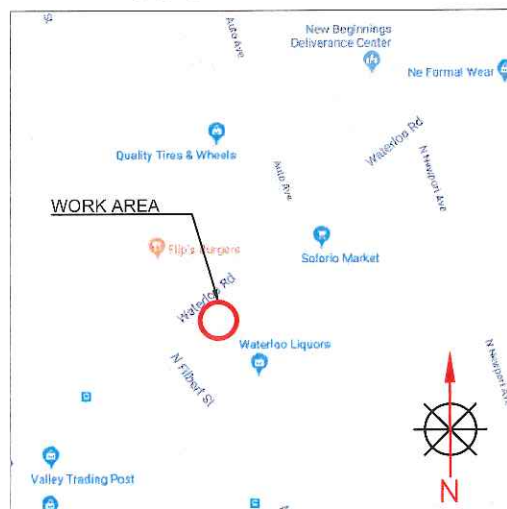 Auto Ave
New Beginnings
Deliverance Center
Ne Formal Wear
Waterloo Rd
Quality Tires & Wheels
Auto Ave
N Newport Ave
WORK AREA
Flip's Burgers
Soforio Market
Waterloo Rd
Waterloo Liquors
N Filbert St
N Newport Ave
Valley Trading Post
N